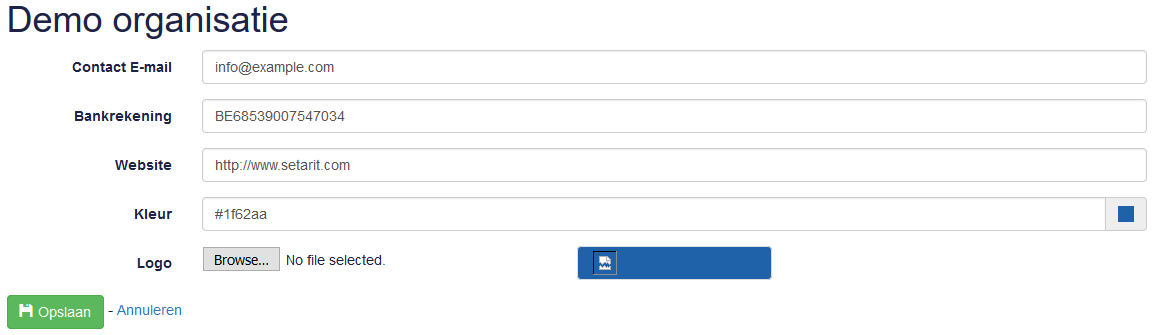 Demo organisatie
Contact E-mail info@example.com
Bankrekening BE68539007547034
Website http://www.setarit.com
Kleur #1f62aa
Logo Browse... No file selected.
Opslaan - Annuleren